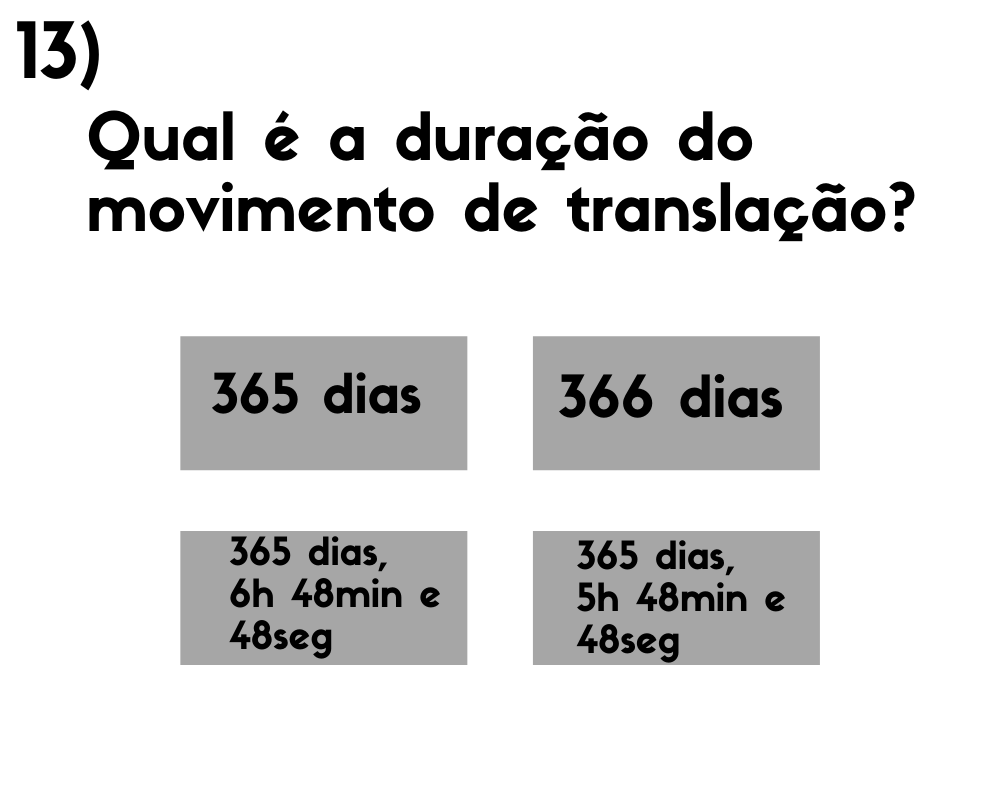 13)
Qual é a duração do
movimento de translação?
365 dias
366 dias
365 dias,
6h 48min e
48seg
365 dias,
5h 48min e
48seg